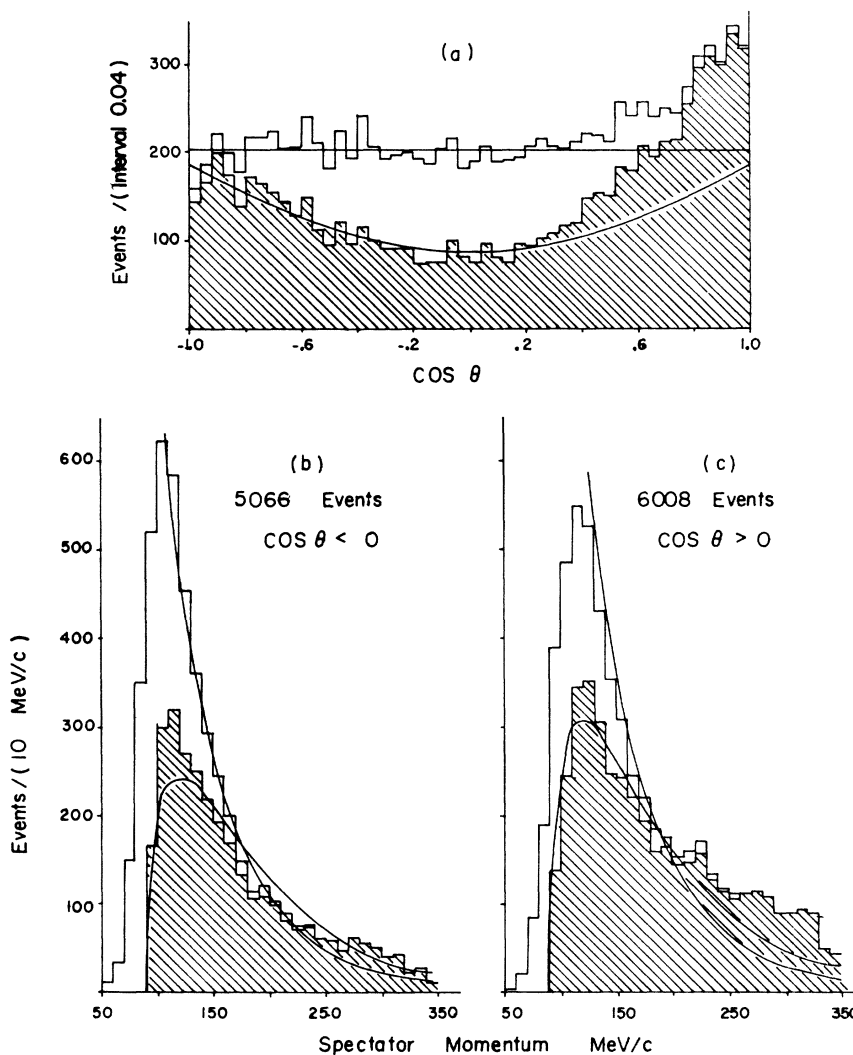 (a)
Events /(Interval 0.04)
300
200
100
-1.0 -.6 -.2 .2 .6 1.0
COS θ
(b)
5066 Events
COS θ < 0
(c)
6008 Events
COS θ > 0
Events/(10 MeV/c)
600
500
400
300
200
100
50 150 250 350
50 150 250 350
Spectator Momentum MeV/c